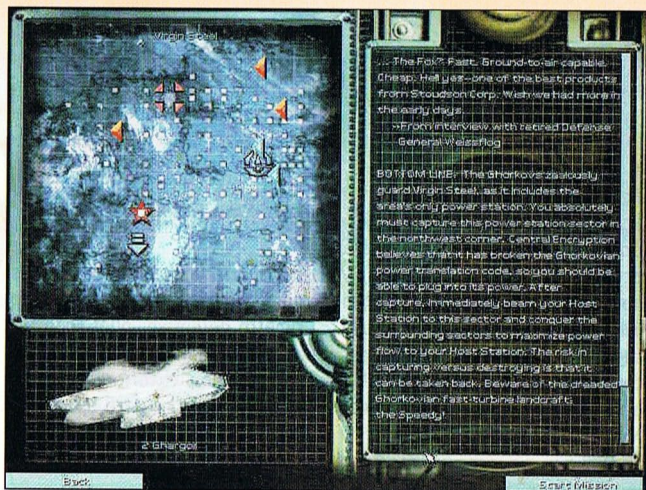 Virgin Steel
... The Fox? Fast. Ground-to-air capable.
Cheap. Hell yes--one of the best products
from Stoudson Corp. Wish we had more in
the early days.
--From interview with retired Defense
General Weissflog
BOTTOM LINE: The Ghorkovs zealously
guard Virgin Steel, as it includes the
area's only power station. You absolutely
must capture this power station sector in
the northwest corner. Central Encryption
believes that it has broken the Ghorkovian
power translation code, so you should be
able to plug into its power. After
capture, immediately beam your Host
Station to this sector and conquer the
surrounding sectors to maximize power
flow to your Host Station. The risk in
capturing versus destroying is that it
can be taken back. Beware of the dreaded
Ghorkovian fast-turbine landcraft:
the Speedy!
2 Ghargoil
Back
Start Mission